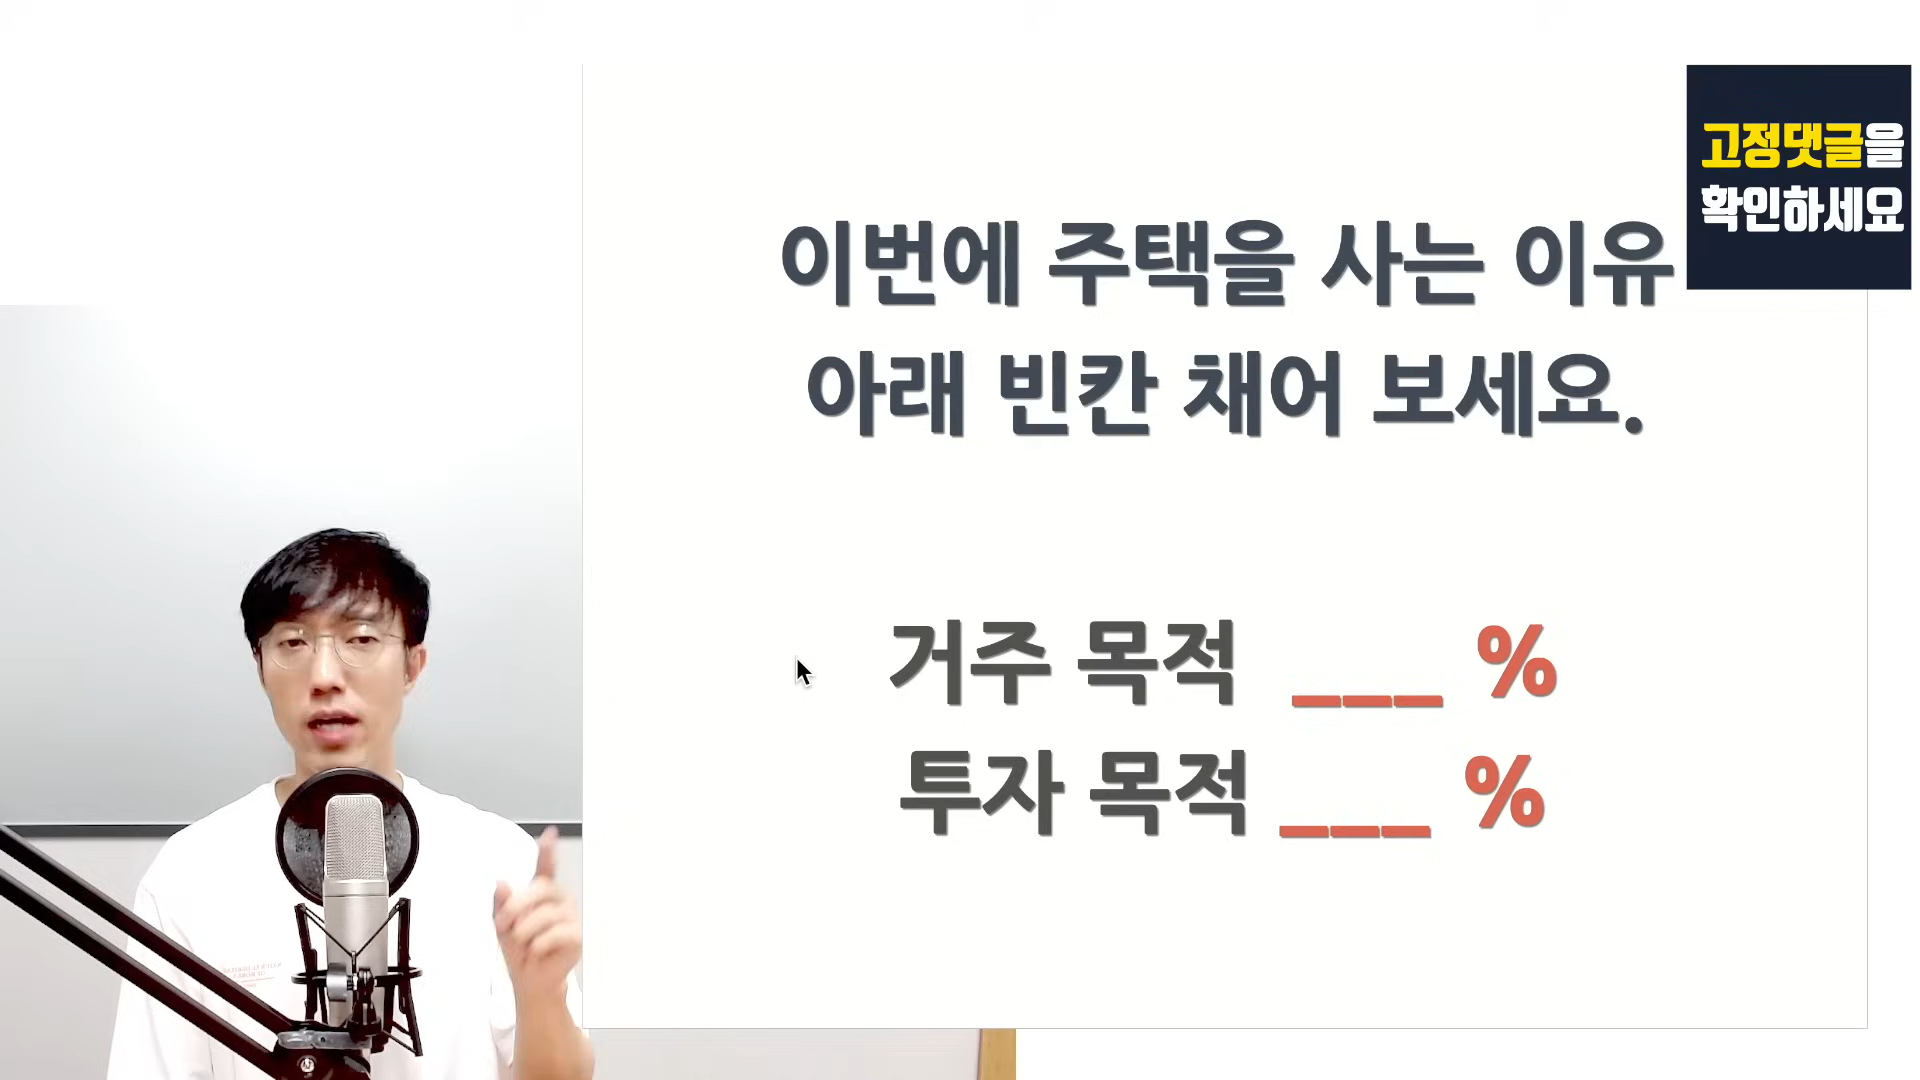 고정댓글을
확인하세요
이번에 주택을 사는 이유
아래 빈칸 채어 보세요.
거주 목적 ___ %
투자 목적 ___ %